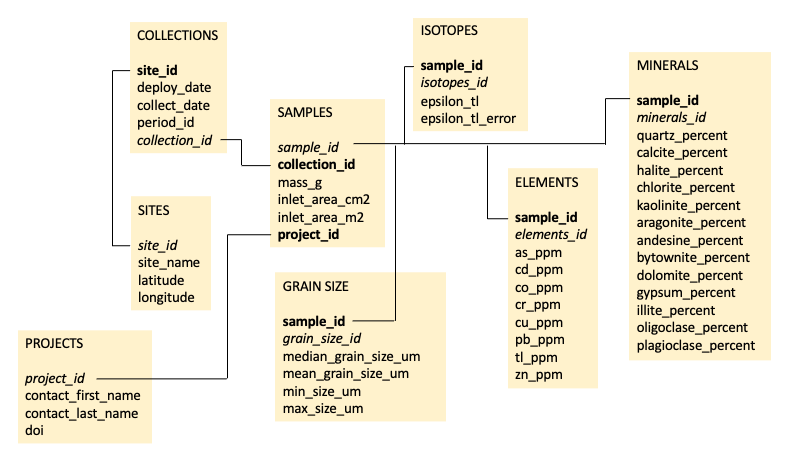 COLLECTIONS
site_id
deploy_date
collect_date
period_id
collection_id
SITES
site_id
site_name
latitude
longitude
PROJECTS
project_id
contact_first_name
contact_last_name
doi
SAMPLES
sample_id
collection_id
mass_g
inlet_area_cm2
inlet_area_m2
project_id
GRAIN SIZE
sample_id
grain_size_id
median_grain_size_um
mean_grain_size_um
min_size_um
max_size_um
ISOTOPES
sample_id
isotopes_id
epsilon_tl
epsilon_tl_error
ELEMENTS
sample_id
elements_id
as_ppm
cd_ppm
co_ppm
cr_ppm
cu_ppm
pb_ppm
tl_ppm
zn_ppm
MINERALS
sample_id
minerals_id
quartz_percent
calcite_percent
halite_percent
chlorite_percent
kaolinite_percent
aragonite_percent
andesine_percent
bytownite_percent
dolomite_percent
gypsum_percent
illite_percent
oligoclase_percent
plagioclase_percent